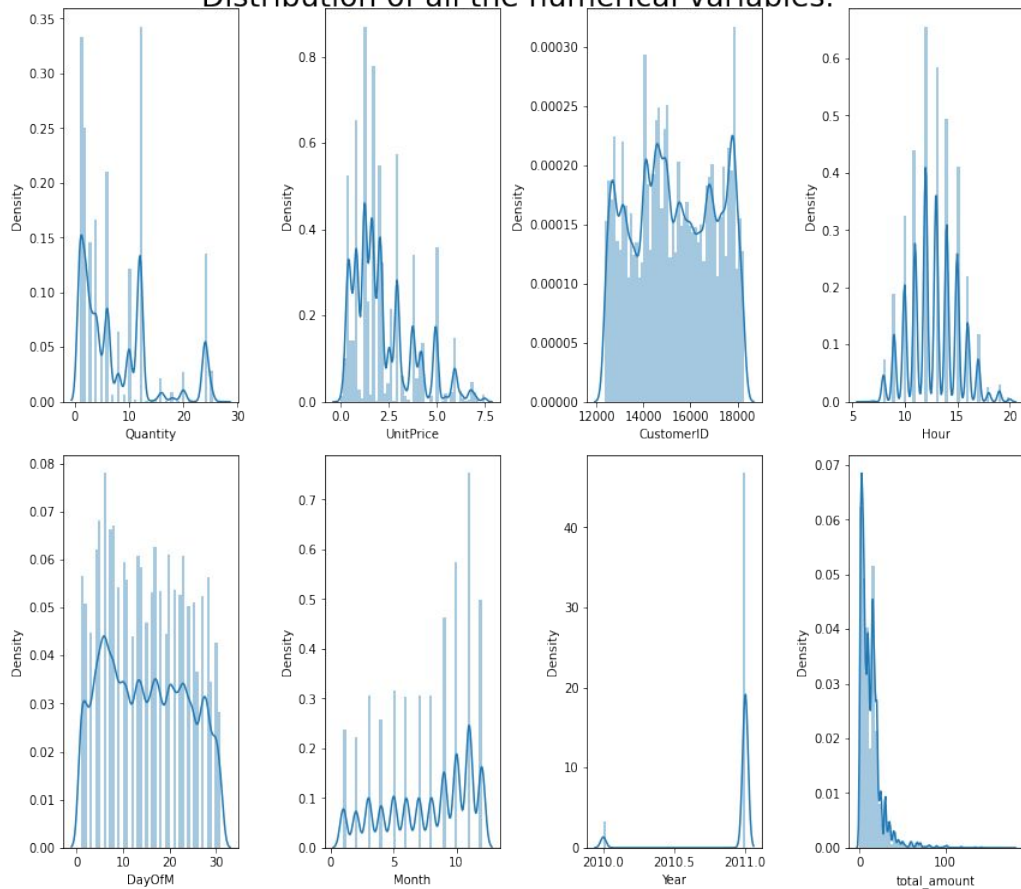 Distribution of all the numerical variables.
0.35
0.30
0.25
0.20
0.15
0.10
0.05
0.00
Density
0 10 20 30
Quantity
0.8
0.6
0.4
0.2
0.0
Density
0.0 2.5 5.0 7.5
UnitPrice
0.00030
0.00025
0.00020
0.00015
0.00010
0.00005
0.00000
Density
12000 14000 16000 18000
CustomerID
0.6
0.5
0.4
0.3
0.2
0.1
0.0
Density
5 10 15 20
Hour
0.08
0.07
0.06
0.05
0.04
0.03
0.02
0.01
0.00
Density
0 10 20 30
DayOfM
0.7
0.6
0.5
0.4
0.3
0.2
0.1
0.0
Density
0 5 10
Month
40
30
20
10
0
Density
2010.0 2010.5 2011.0
Year
0.07
0.06
0.05
0.04
0.03
0.02
0.01
0.00
Density
0 100
total_amount